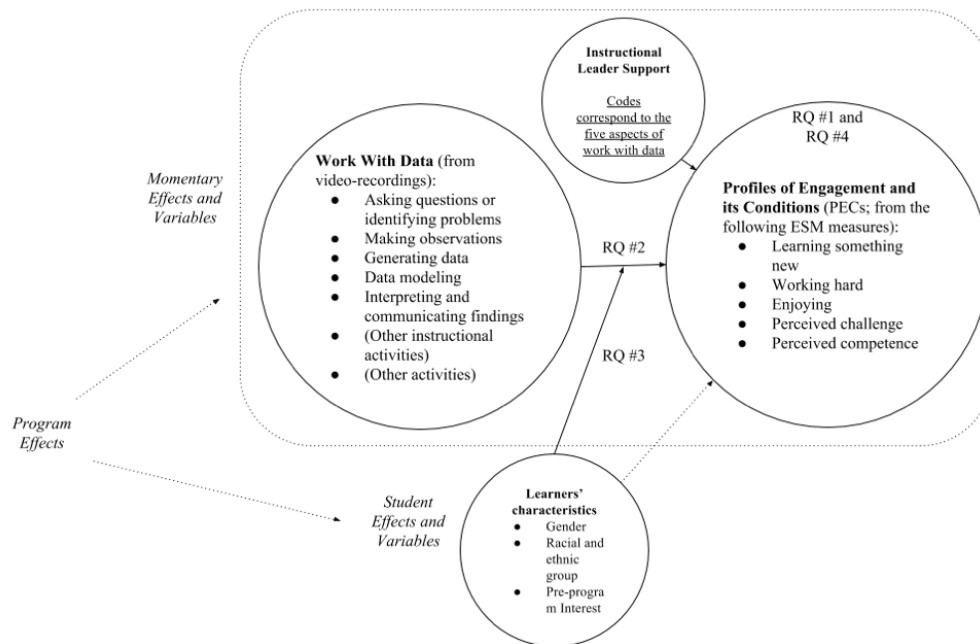 Instructional
Leader Support
Codes
correspond to the
five aspects of
work with data
RQ #1 and
RQ #4
Momentary
Effects and
Variables
Work With Data (from
video-recordings):
● Asking questions or
identifying problems
● Making observations
● Generating data
● Data modeling
● Interpreting and
communicating findings
● (Other instructional
activities)
● (Other activities)
RQ #2
RQ #3
Profiles of Engagement and
its Conditions (PECs; from the
following ESM measures):
● Learning something
new
● Working hard
● Enjoying
● Perceived challenge
● Perceived competence
Program
Effects
Student
Effects and
Variables
Learners’
characteristics
● Gender
● Racial and
ethnic
group
● Pre-progra
m Interest